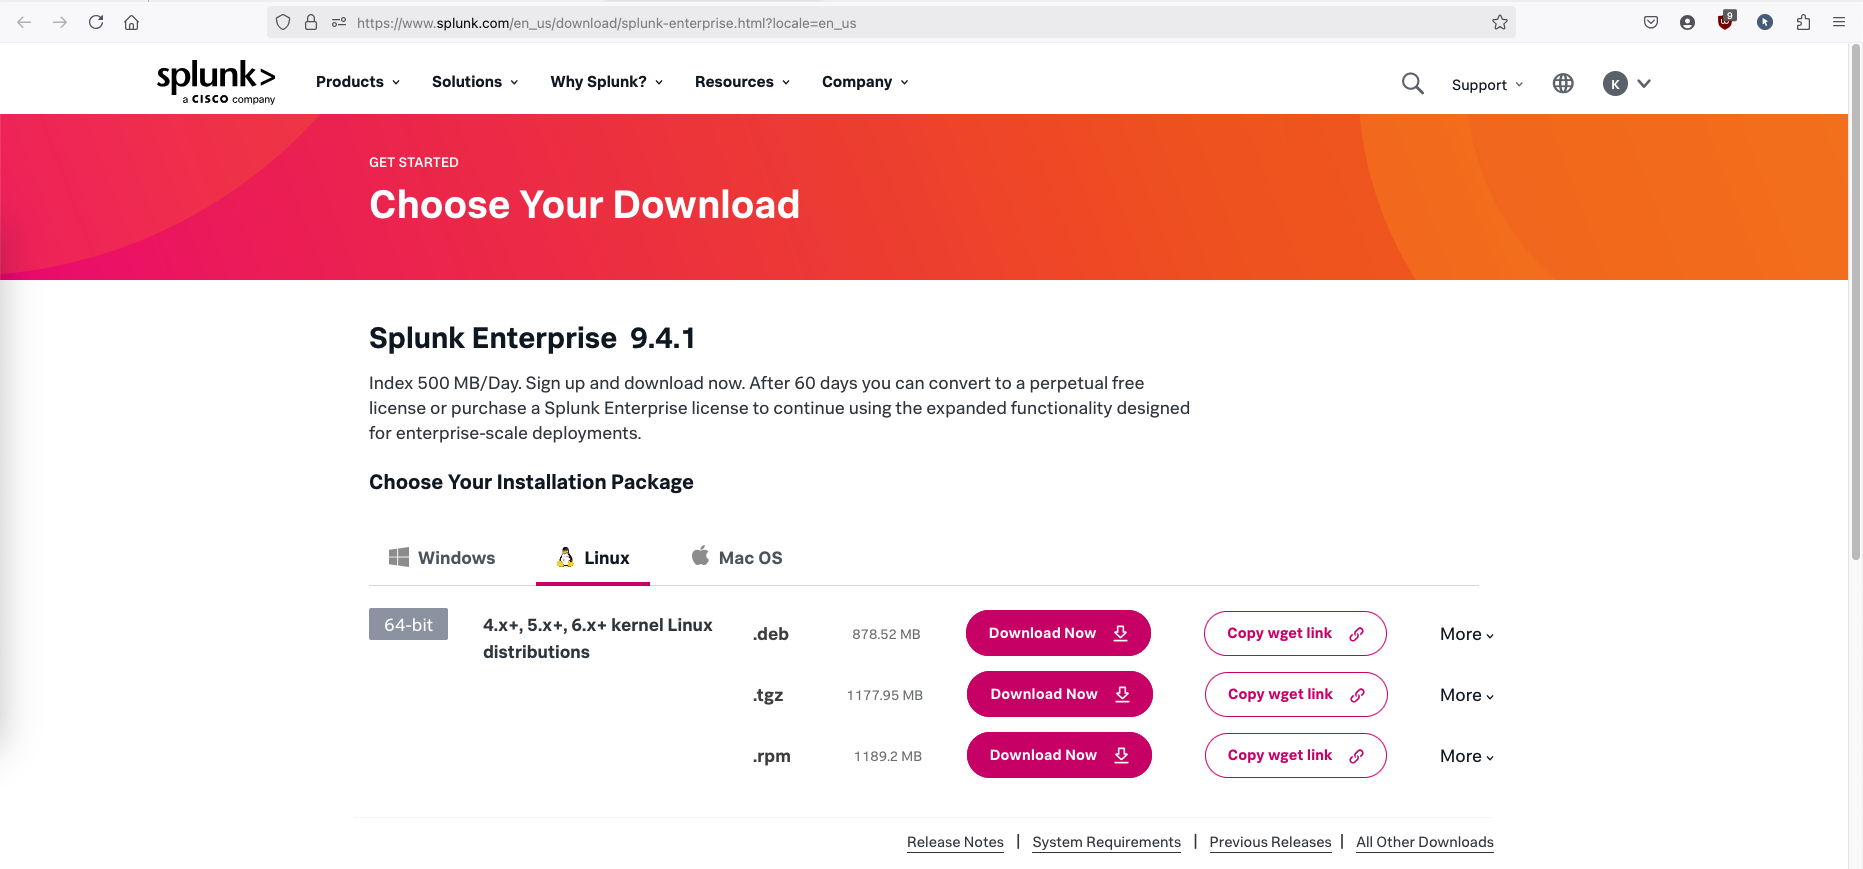 https://www.splunk.com/en_us/download/splunk-enterprise.html?locale=en_us
9
splunk>
a CISCO company
Products
Solutions
Why Splunk?
Resources
Company
Support
K
GET STARTED
Choose Your Download
Splunk Enterprise 9.4.1
Index 500 MB/Day. Sign up and download now. After 60 days you can convert to a perpetual free
license or purchase a Splunk Enterprise license to continue using the expanded functionality designed
for enterprise-scale deployments.
Choose Your Installation Package
Windows
Linux
Mac OS
64-bit
4.x+, 5.x+, 6.x+ kernel Linux
distributions
.deb
878.52 MB
Download Now
Copy wget link
More
.tgz
1177.95 MB
Download Now
Copy wget link
More
.rpm
1189.2 MB
Download Now
Copy wget link
More
Release Notes | System Requirements | Previous Releases | All Other Downloads